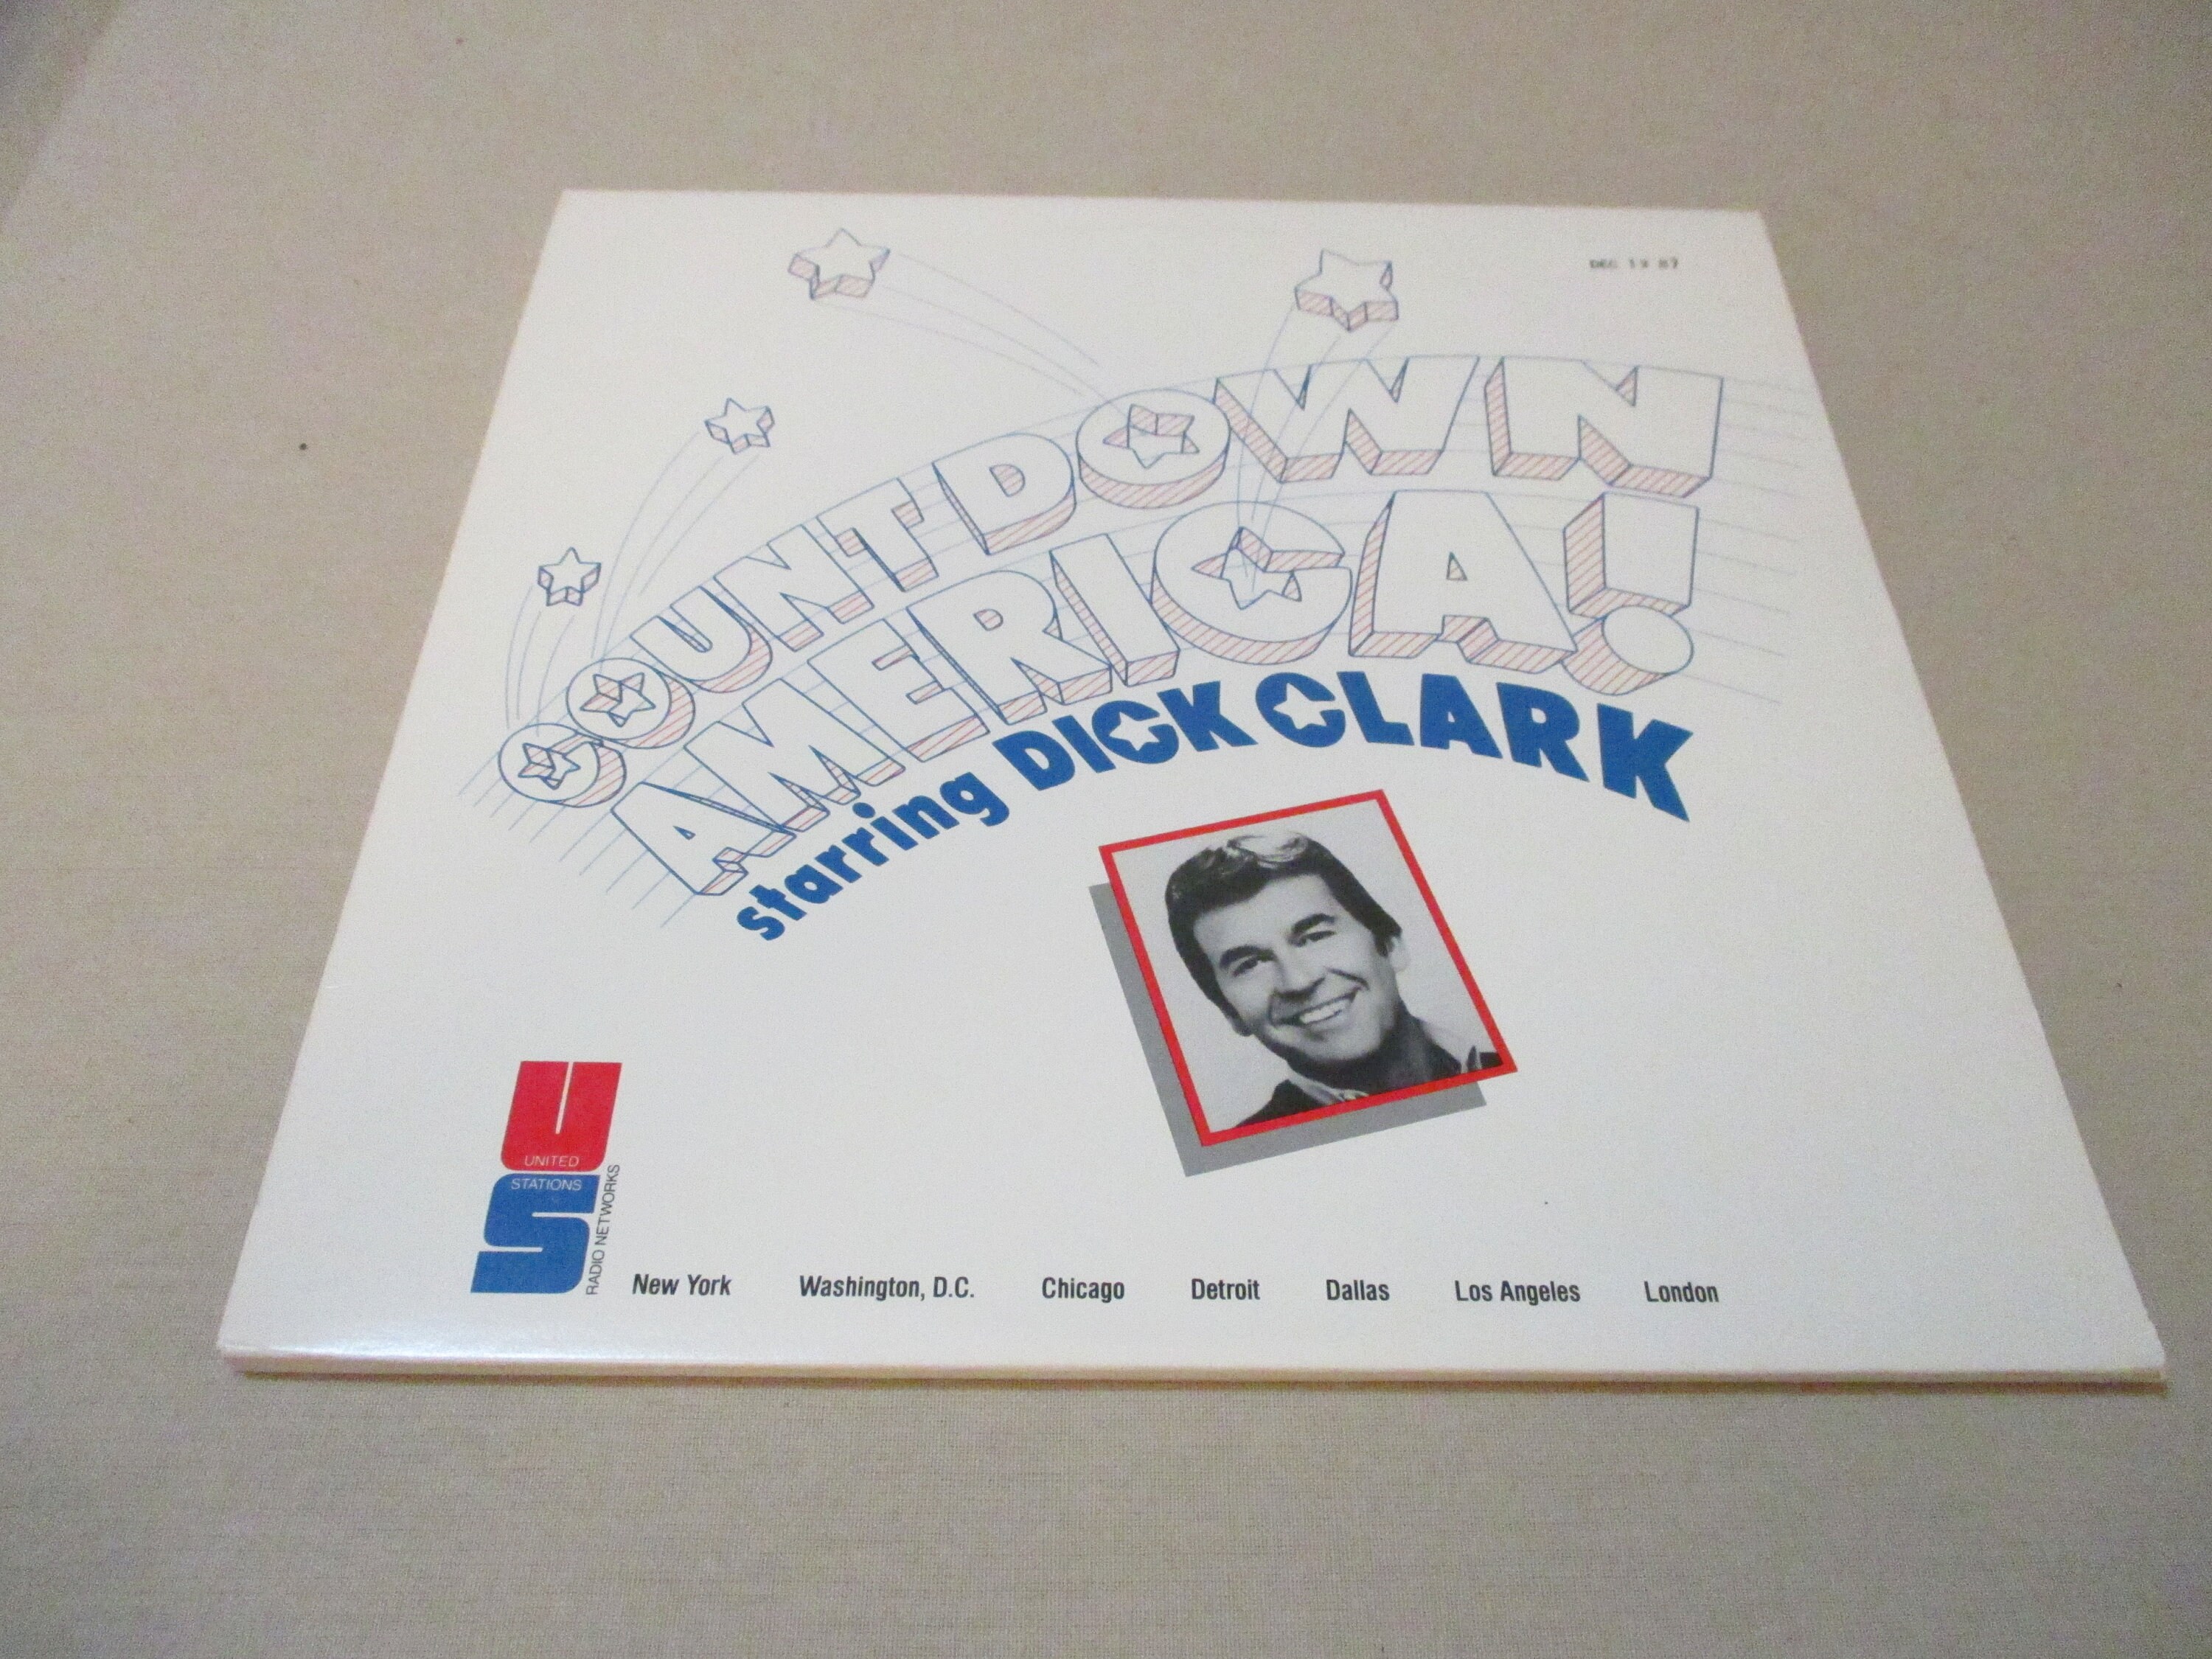 COUNTDOWN
AMERICA!
starring DICK CLARK
UNITED
STATIONS
RADIO NETWORKS
New York Washington, D.C. Chicago Detroit Dallas Los Angeles London
DEC 87